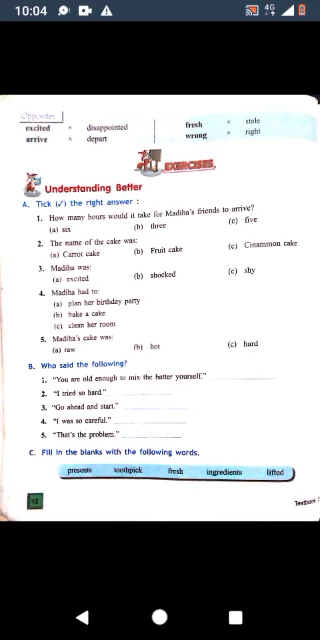 10:04
4G
Opposites
excited × disappointed fresh × stale
arrive × depart wrong × right
EXERCISES
Understanding Better
A. Tick (✓) the right answer :
1. How many hours would it take for Madiha's friends to arrive?
(a) six (b) three (c) five
2. The name of the cake was:
(a) Carrot cake (b) Fruit cake (c) Cinammon cake
3. Madiha was:
(a) excited (b) shocked (c) shy
4. Madiha had to:
(a) plan her birthday party
(b) bake a cake
(c) clean her room
5. Madiha's cake was:
(a) raw (b) hot (c) hard
B. Who said the following?
1. "You are old enough to mix the batter yourself."
2. "I tried so hard."
3. "Go ahead and start."
4. "I was so careful."
5. "That's the problem."
C. Fill in the blanks with the following words.
presents toothpick fresh ingredients lifted
12
Textbook